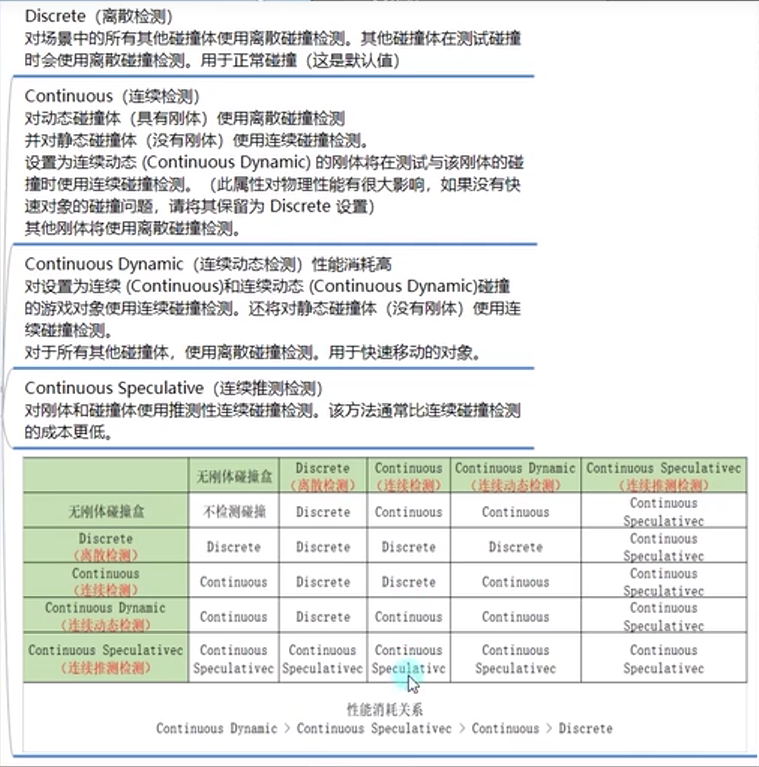 Discrete（离散检测）
对场景中的所有其他碰撞体使用离散碰撞检测。其他碰撞体在测试碰撞
时会使用离散碰撞检测。用于正常碰撞（这是默认值）
Continuous（连续检测）
对动态碰撞体（具有刚体）使用离散碰撞检测
并对静态碰撞体（没有刚体）使用连续碰撞检测。
设置为连续动态 (Continuous Dynamic) 的刚体将在测试与该刚体的碰
撞时使用连续碰撞检测。（此属性对物理性能有很大影响，如果没有快
速对象的碰撞问题，请将其保留为 Discrete 设置）
其他刚体将使用离散碰撞检测。
Continuous Dynamic（连续动态检测）性能消耗高
对设置为连续 (Continuous)和连续动态 (Continuous Dynamic)碰撞
的游戏对象使用连续碰撞检测。还将对静态碰撞体（没有刚体）使用连
续碰撞检测。
对于所有其他碰撞体，使用离散碰撞检测。用于快速移动的对象。
Continuous Speculative（连续推测检测）
对刚体和碰撞体使用推测性连续碰撞检测。该方法通常比连续碰撞检测
的成本更低。
无刚体碰撞盒 Discrete Continuous Continuous Dynamic Continuous Speculativec
（离散检测） （连续检测） （连续动态检测） （连续推测检测）
无刚体碰撞盒 不检测碰撞 Discrete Continuous Continuous Continuous
Speculativec
Discrete Discrete Discrete Discrete Discrete Continuous
（离散检测） Speculativec
Continuous Continuous Discrete Discrete Continuous Continuous
（连续检测） Speculativec
Continuous Dynamic Continuous Discrete Continuous Continuous Continuous
（连续动态检测） Speculativec
Continuous Speculativec Continuous Continuous Continuous Continuous Continuous
（连续推测检测） Speculativec Speculativec Speculativc Speculativec Speculativec
性能消耗关系
Continuous Dynamic > Continuous Speculativec > Continuous > Discrete